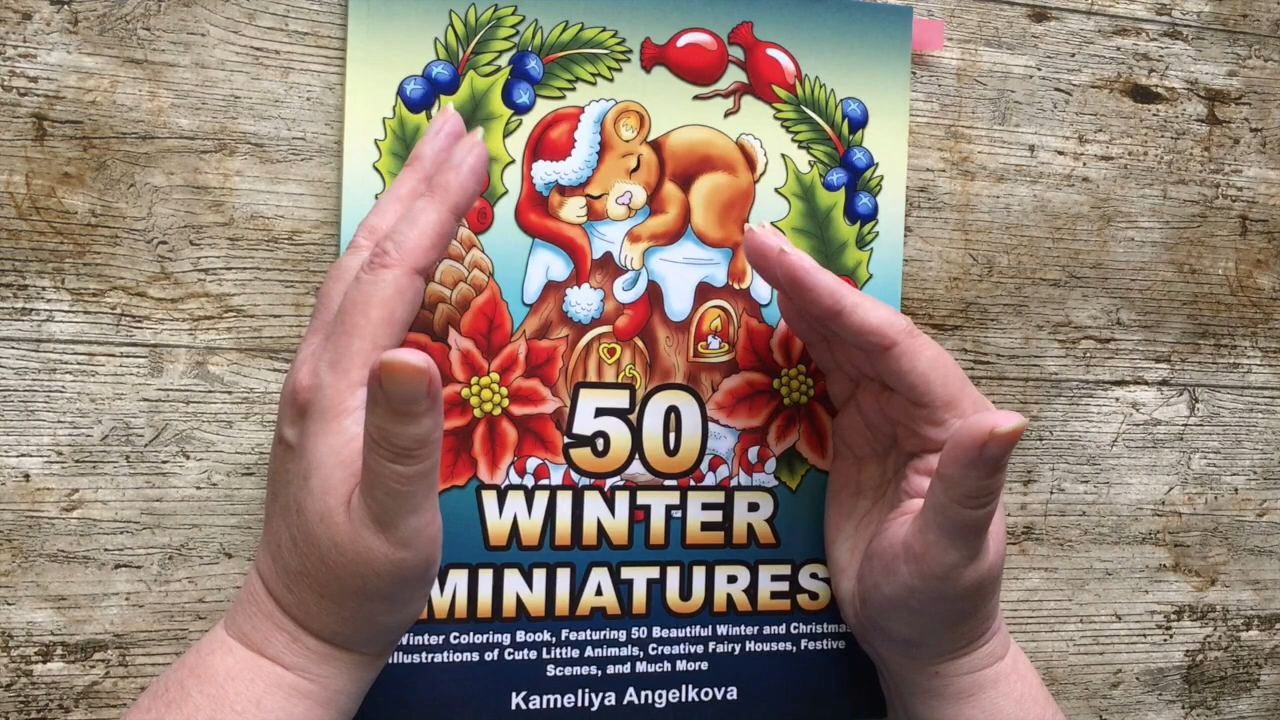 50
WINTER
MINIATURES
Winter Coloring Book, Featuring 50 Beautiful Winter and Christmas
Illustrations of Cute Little Animals, Creative Fairy Houses, Festive
Scenes, and Much More
Kameliya Angelkova